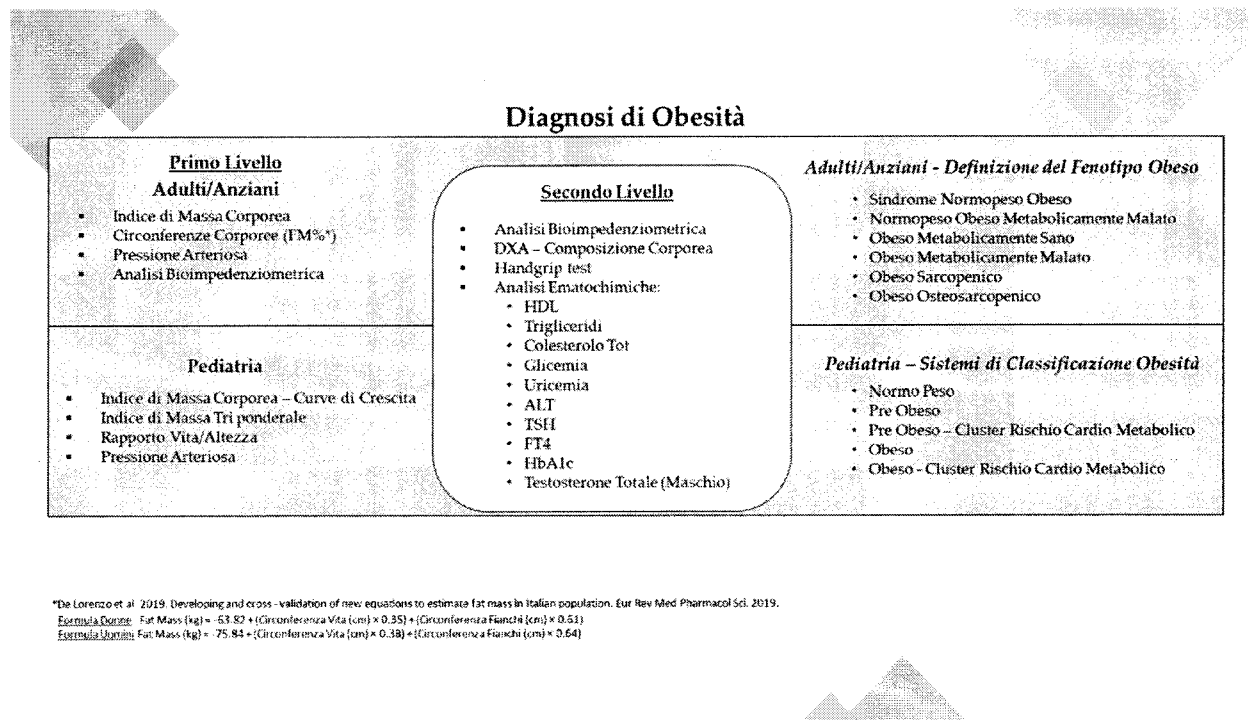 Diagnosi di Obesità
Primo Livello
Adulti/Anziani
▪ Indice di Massa Corporea
▪ Circonferenze Corporee (FM%*)
▪ Pressione Arteriosa
▪ Analisi Bioimpedenziometrica
Pediatria
▪ Indice di Massa Corporea – Curve di Crescita
▪ Indice di Massa Tri ponderale
▪ Rapporto Vita/Altezza
▪ Pressione Arteriosa
Secondo Livello
▪ Analisi Bioimpedenziometrica
▪ DXA – Composizione Corporea
▪ Handgrip test
▪ Analisi Ematochimiche:
• HDL
• Trigliceridi
• Colesterolo Tot
• Glicemia
• Uricemia
• ALT
• TSH
• FT4
• HbA1c
• Testosterone Totale (Maschio)
Adulti/Anziani - Definizione del Fenotipo Obeso
• Sindrome Normopeso Obeso
• Normopeso Obeso Metabolicamente Malato
• Obeso Metabolicamente Sano
• Obeso Metabolicamente Malato
• Obeso Sarcopenico
• Obeso Osteosarcopenico
Pediatria – Sistemi di Classificazione Obesità
• Normo Peso
• Pre Obeso
• Pre Obeso – Cluster Rischio Cardio Metabolico
• Obeso
• Obeso - Cluster Rischio Cardio Metabolico
*De Lorenzo et al 2019. Developing and cross-validation of new equations to estimate fat mass in Italian population. Eur Rev Med Pharmacol Sci. 2019.
Formula Donne Fat Mass (kg) = -63.82 + (Circonferenza Vita (cm) × 0.35) + (Circonferenza Fianchi (cm) × 0.61)
Formula Uomini Fat Mass (kg) = -75.84 + (Circonferenza Vita (cm) × 0.38) + (Circonferenza Fianchi (cm) × 0.64)